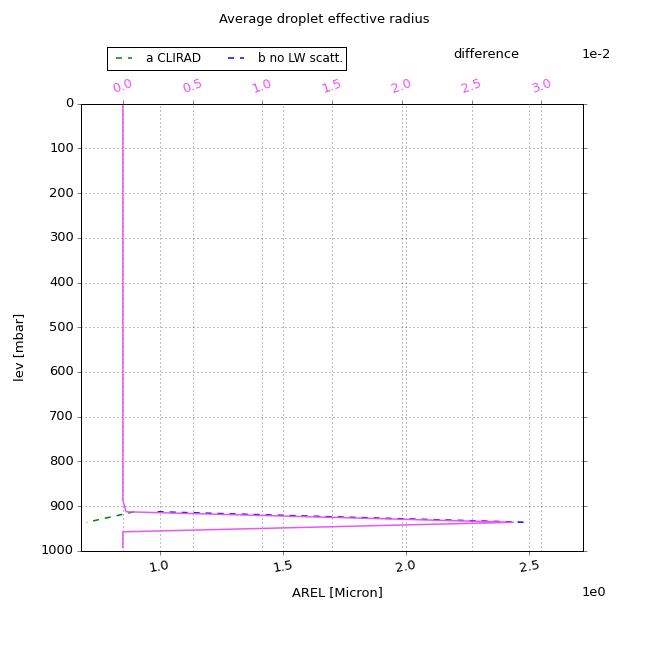 Average droplet effective radius
a CLIRAD b no LW scatt.
difference 1e-2
0.0 0.5 1.0 1.5 2.0 2.5 3.0
0
100
200
300
400
500
600
700
800
900
1000
lev [mbar]
1.0 1.5 2.0 2.5
AREL [Micron] 1e0